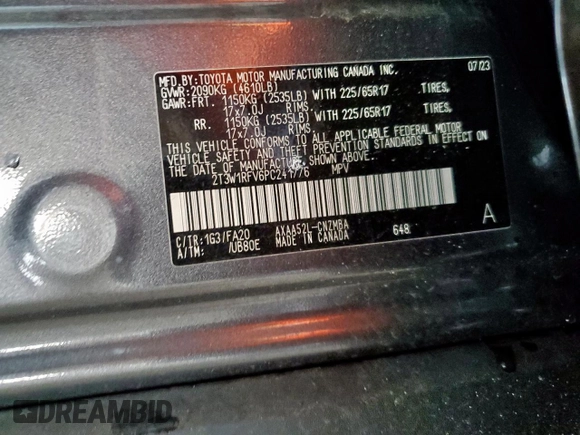 MFD.BY:TOYOTA MOTOR MANUFACTURING CANADA INC. 07/23
GVWR:2090KG (4610LB)
GAWR:FRT. 1150KG (2535LB) WITH 225/65R17 TIRES,
17x7.0J RIMS.
RR. 1150KG (2535LB) WITH 225/65R17 TIRES,
17x7.0J RIMS.
THIS VEHICLE CONFORMS TO ALL APPLICABLE FEDERAL MOTOR
VEHICLE SAFETY AND THEFT PREVENTION STANDARDS IN EFFECT ON
THE DATE OF MANUFACTURE SHOWN ABOVE.
MPV
C/TR:1G3/FA20 AXAA52L-CNZMBA 648. A
A/TM: /UB80E MADE IN CANADA
DREAMBID